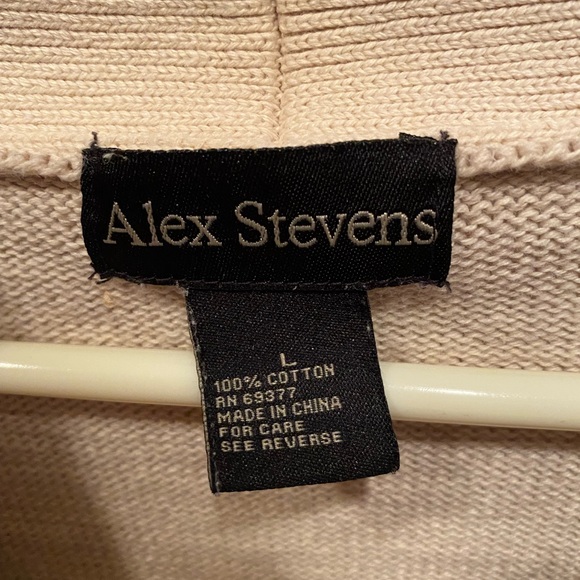 Alex Stevens
L
100% COTTON
RN 69377
MADE IN CHINA
FOR CARE
SEE REVERSE